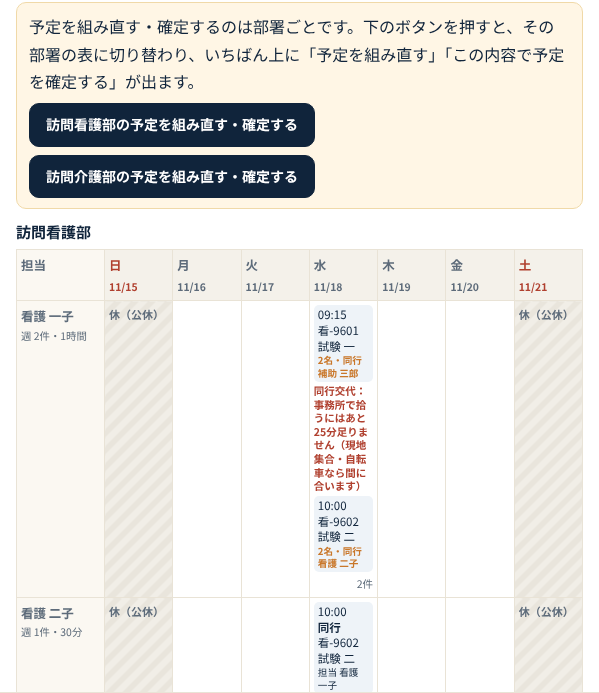 予定を組み直す・確定するのは部署ごとです。下のボタンを押すと、その
部署の表に切り替わり、いちばん上に「予定を組み直す」「この内容で予定
を確定する」が出ます。
訪問看護部の予定を組み直す・確定する
訪問介護部の予定を組み直す・確定する
訪問看護部
担当 日 月 火 水 木 金 土
11/15 11/16 11/17 11/18 11/19 11/20 11/21
看護 一子
週 2件・1時間
休（公休）
09:15
看-9601
試験 一
2名・同行
補助 三郎
同行交代：
事務所で拾
うにはあと
25分足りま
せん（現地
集合・自転
車なら間に
合います）
10:00
看-9602
試験 二
2名・同行
看護 二子
2件
休（公休）
看護 二子
週 1件・30分
休（公休）
10:00
同行
看-9602
試験 二
担当 看護
一子
休（公休）